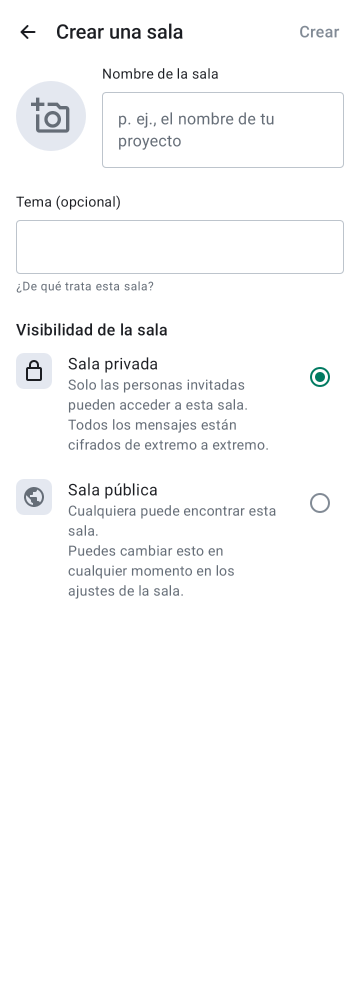 Crear una sala
Crear
Nombre de la sala
p. ej., el nombre de tu
proyecto
Tema (opcional)
¿De qué trata esta sala?
Visibilidad de la sala
Sala privada
Solo las personas invitadas
pueden acceder a esta sala.
Todos los mensajes están
cifrados de extremo a extremo.
Sala pública
Cualquiera puede encontrar esta
sala.
Puedes cambiar esto en
cualquier momento en los
ajustes de la sala.